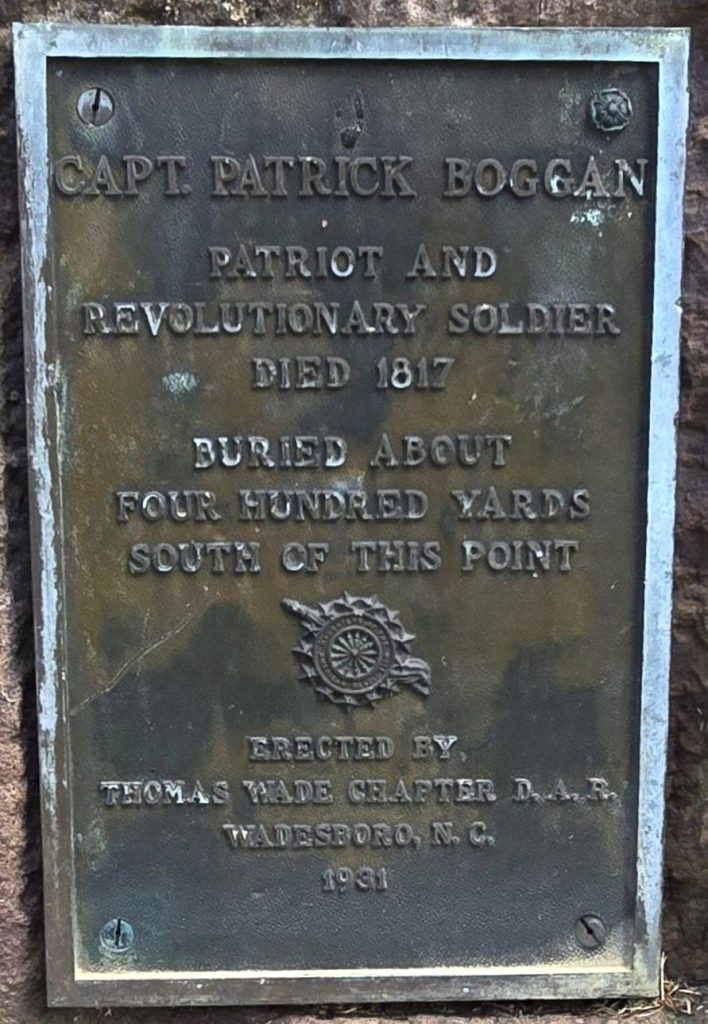 CAPT. PATRICK BOGGAN
PATRIOT AND
REVOLUTIONARY SOLDIER
DIED 1817
BURIED ABOUT
FOUR HUNDRED YARDS
SOUTH OF THIS POINT
ERECTED BY
THOMAS WADE CHAPTER D.A.R.
WADESBORO, N.C.
1931